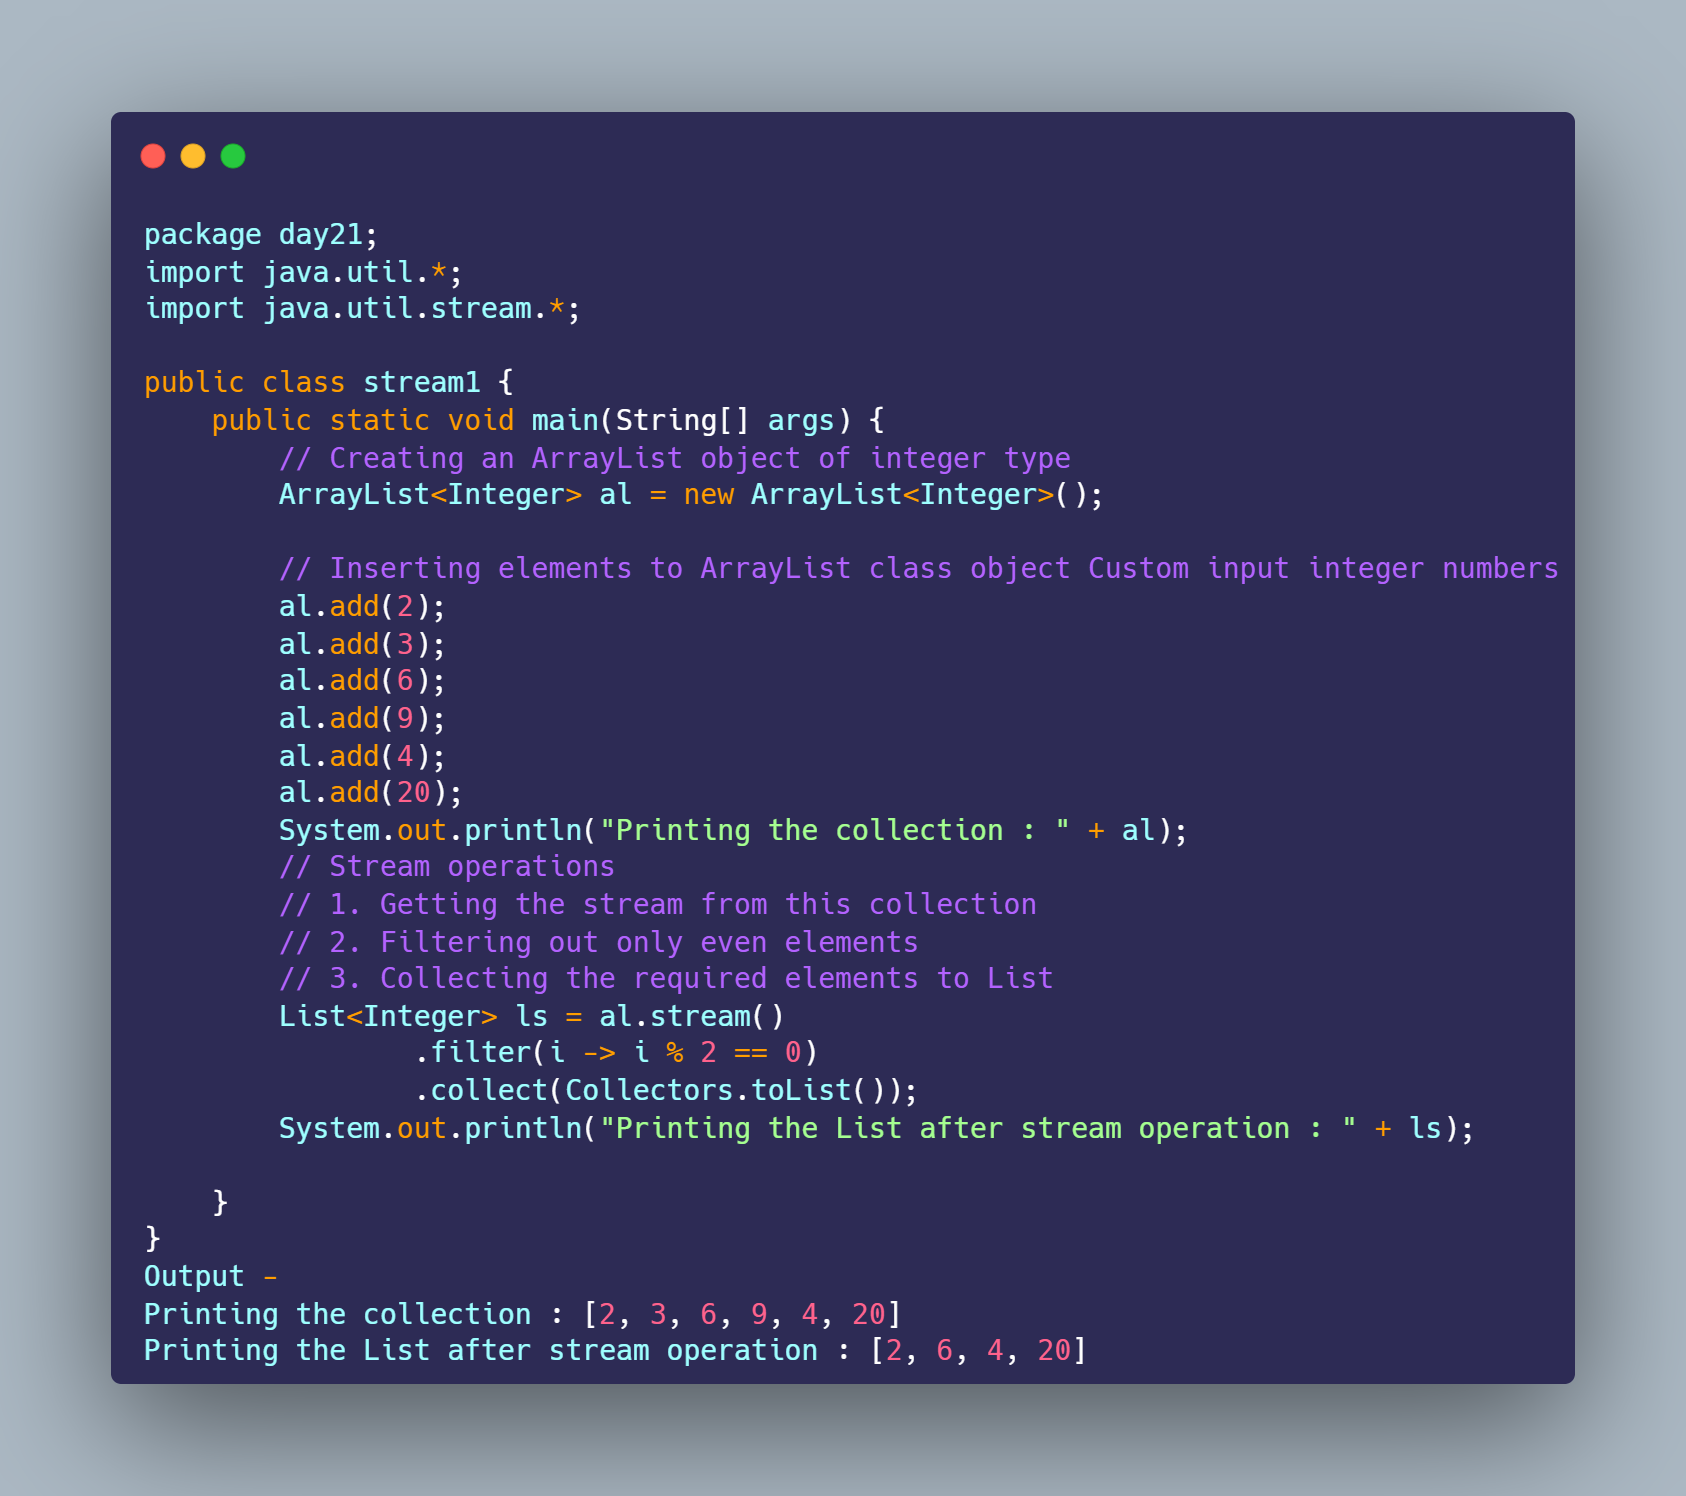 package day21;
import java.util.*;
import java.util.stream.*;

public class stream1 {
    public static void main(String[] args) {
        // Creating an ArrayList object of integer type
        ArrayList<Integer> al = new ArrayList<Integer>();

        // Inserting elements to ArrayList class object Custom input integer numbers
        al.add(2);
        al.add(3);
        al.add(6);
        al.add(9);
        al.add(4);
        al.add(20);
        System.out.println("Printing the collection : " + al);
        // Stream operations
        // 1. Getting the stream from this collection
        // 2. Filtering out only even elements
        // 3. Collecting the required elements to List
        List<Integer> ls = al.stream()
                .filter(i -> i % 2 == 0)
                .collect(Collectors.toList());
        System.out.println("Printing the List after stream operation : " + ls);

    }
}
Output -
Printing the collection : [2, 3, 6, 9, 4, 20]
Printing the List after stream operation : [2, 6, 4, 20]